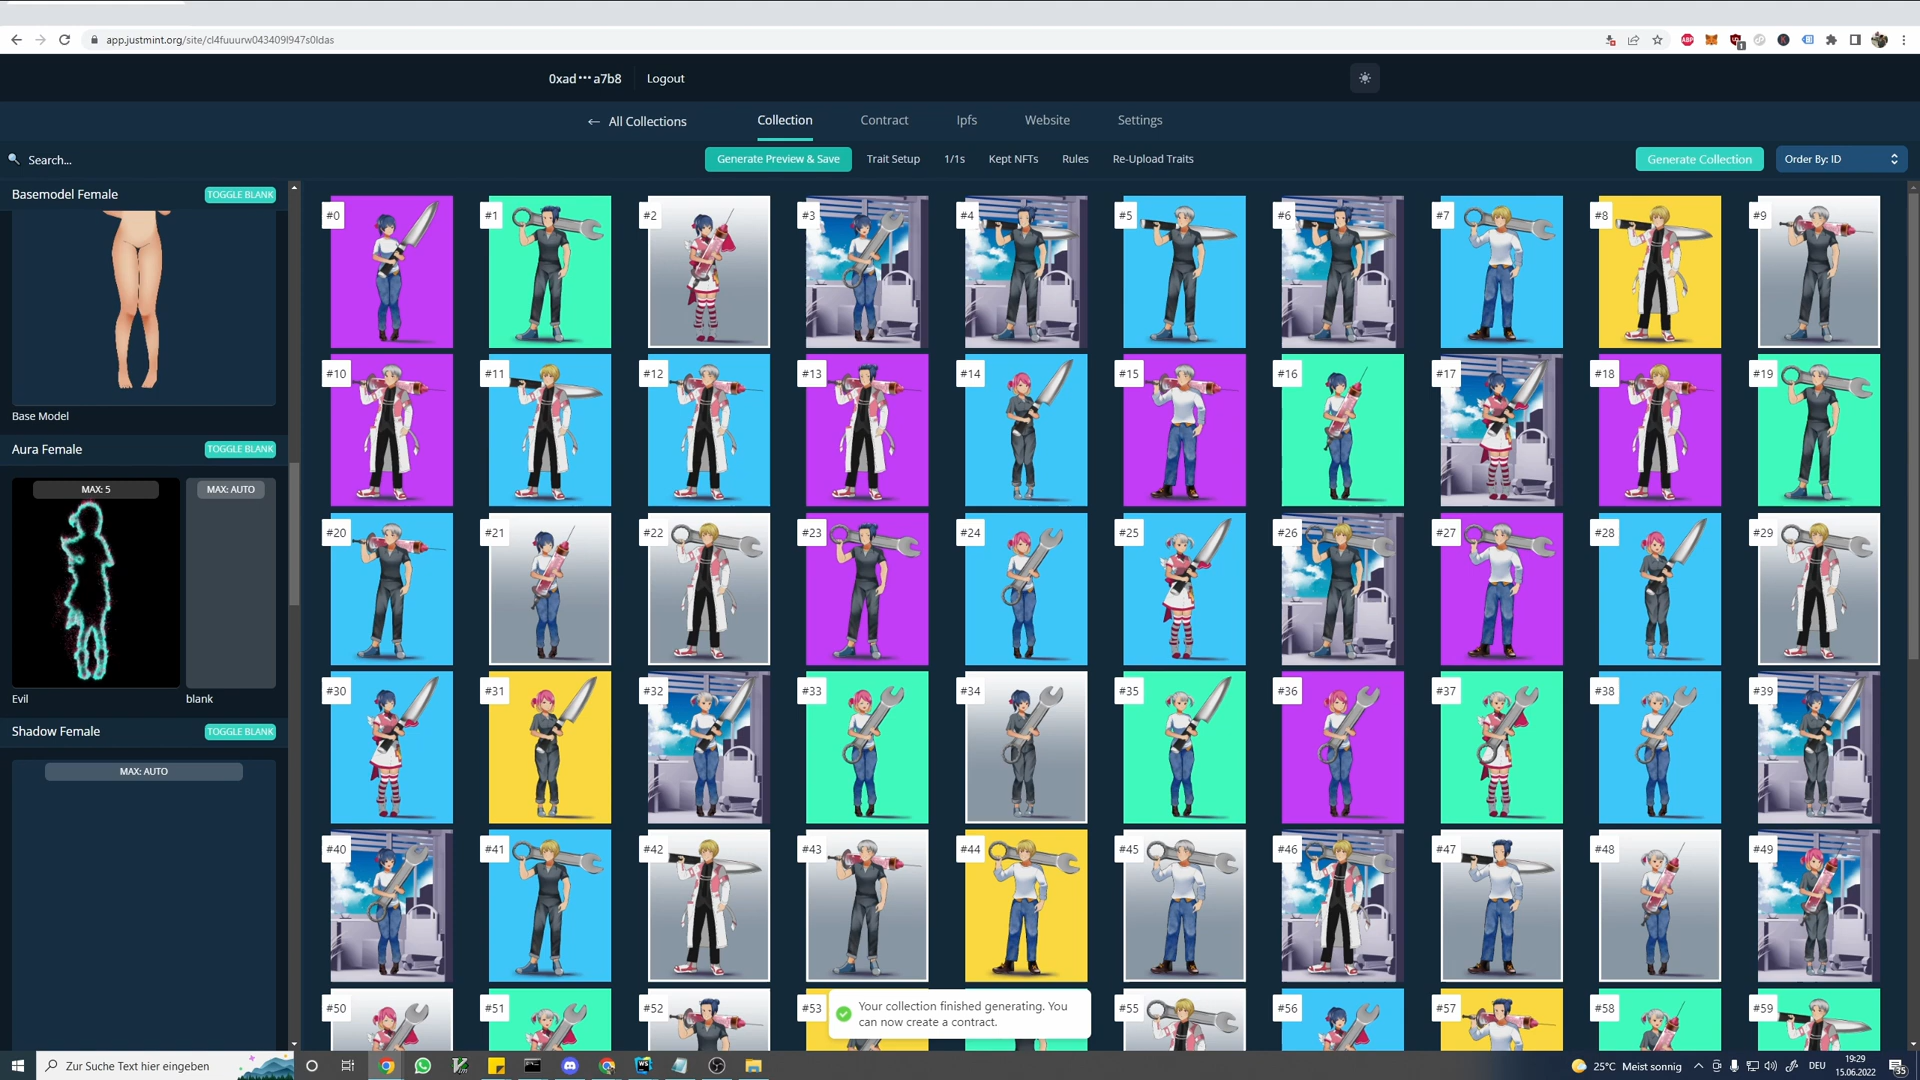 app.justmint.org/site/cl4fuuurw043409l947s0ldas
1
0xad•••a7b8
Logout
All Collections
Collection
Contract
Ipfs
Website
Settings
Search...
Generate Preview & Save
Trait Setup
1/1s
Kept NFTs
Rules
Re-Upload Traits
Generate Collection
Order By: ID
Basemodel Female
TOGGLE BLANK
Base Model
Aura Female
TOGGLE BLANK
MAX: 5
MAX: AUTO
Evil
blank
Shadow Female
TOGGLE BLANK
MAX: AUTO
#0
#1
#2
#3
#4
#5
#6
#7
#8
#9
#10
#11
#12
#13
#14
#15
#16
#17
#18
#19
#20
#21
#22
#23
#24
#25
#26
#27
#28
#29
#30
#31
#32
#33
#34
#35
#36
#37
#38
#39
#40
#41
#42
#43
#44
#45
#46
#47
#48
#49
#50
#51
#52
#53
#55
#56
#57
#58
#59
Your collection finished generating. You
can now create a contract.
Zur Suche Text hier eingeben
25°C Meist sonnig
DEU
19:29
15.06.2022
35